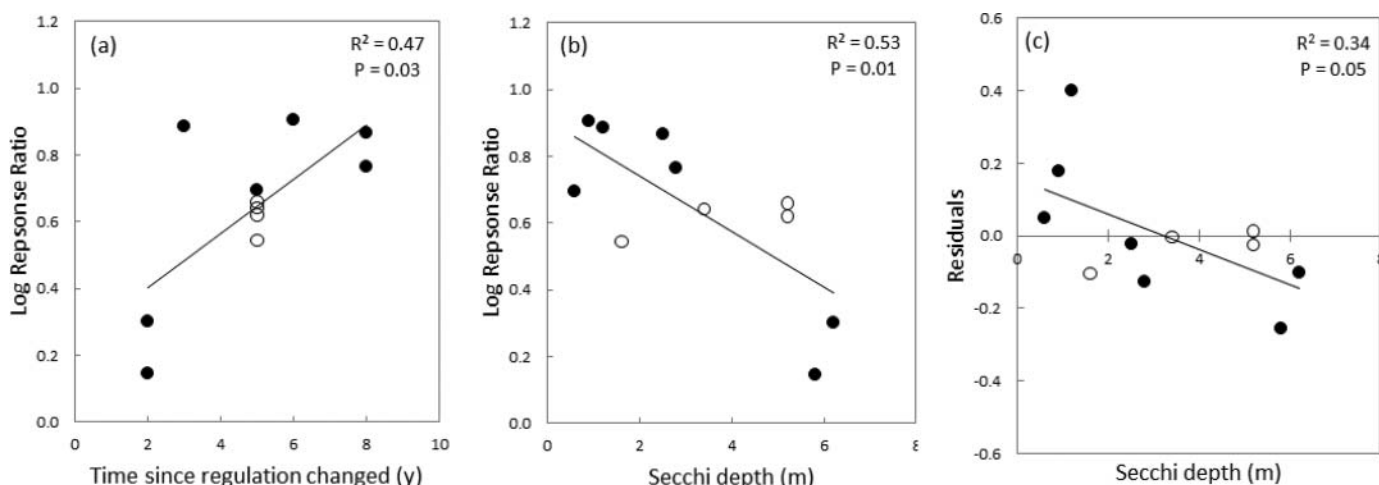 (a)
R² = 0.47
P = 0.03
1.2
1.0
0.8
0.6
0.4
0.2
0.0
Log Repsonse Ratio
0 2 4 6 8 10
Time since regulation changed (y)
(b)
R² = 0.53
P = 0.01
1.2
1.0
0.8
0.6
0.4
0.2
0.0
Log Repsonse Ratio
0 2 4 6 8
Secchi depth (m)
(c)
R² = 0.34
P = 0.05
0.6
0.4
0.2
0.0
-0.2
-0.4
-0.6
Residuals
0 2 4 6 8
Secchi depth (m)